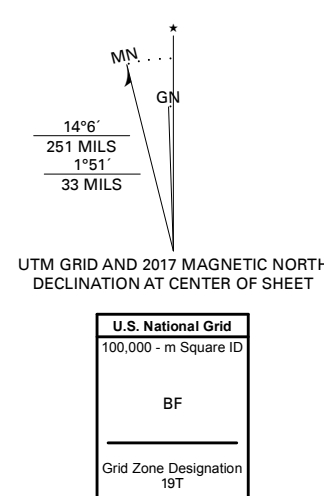 ★
MN
GN
14°6´
251 MILS
1°51´
33 MILS
UTM GRID AND 2017 MAGNETIC NORTH
DECLINATION AT CENTER OF SHEET
U.S. National Grid
100,000 - m Square ID
BF
Grid Zone Designation
19T